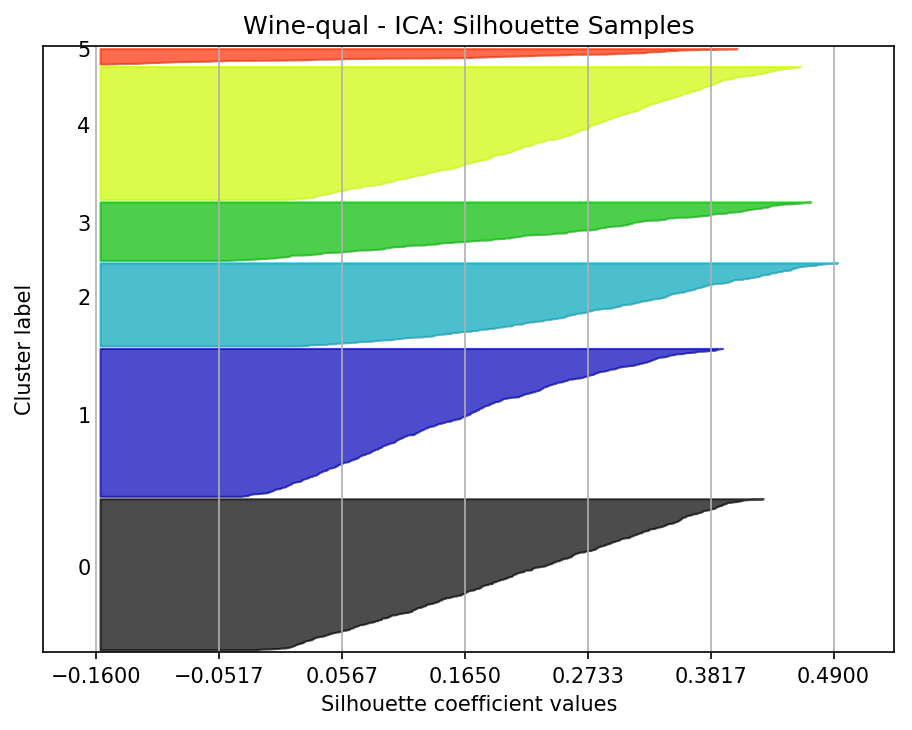 Wine-qual - ICA: Silhouette Samples
5
4
3
2
1
0
Cluster label
−0.1600 −0.0517 0.0567 0.1650 0.2733 0.3817 0.4900
Silhouette coefficient values